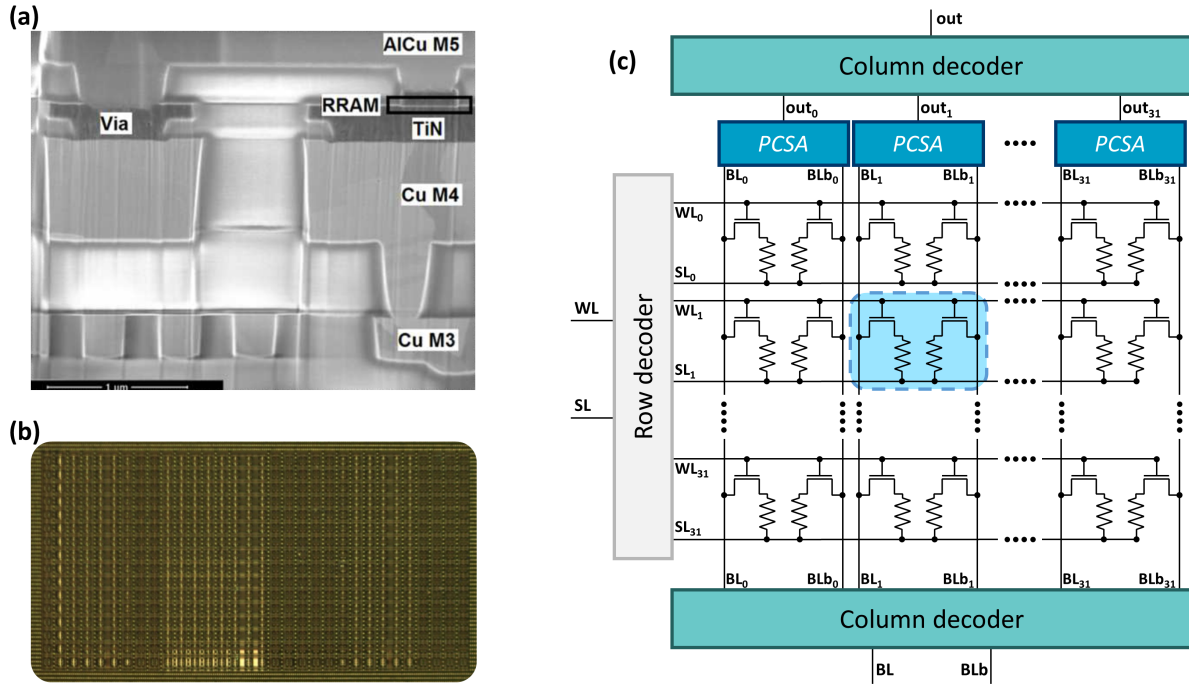 (a)
AlCu M5
RRAM
Via
TiN
Cu M4
Cu M3
1 µm
(b)
(c)
out
Column decoder
out0 out1 out31
PCSA PCSA PCSA
BL0 BLb0 BL1 BLb1 BL31 BLb31
WL0
SL0
WL1
WL
SL1
SL
Row decoder
WL31
SL31
BL0 BLb0 BL1 BLb1 BL31 BLb31
Column decoder
BL BLb